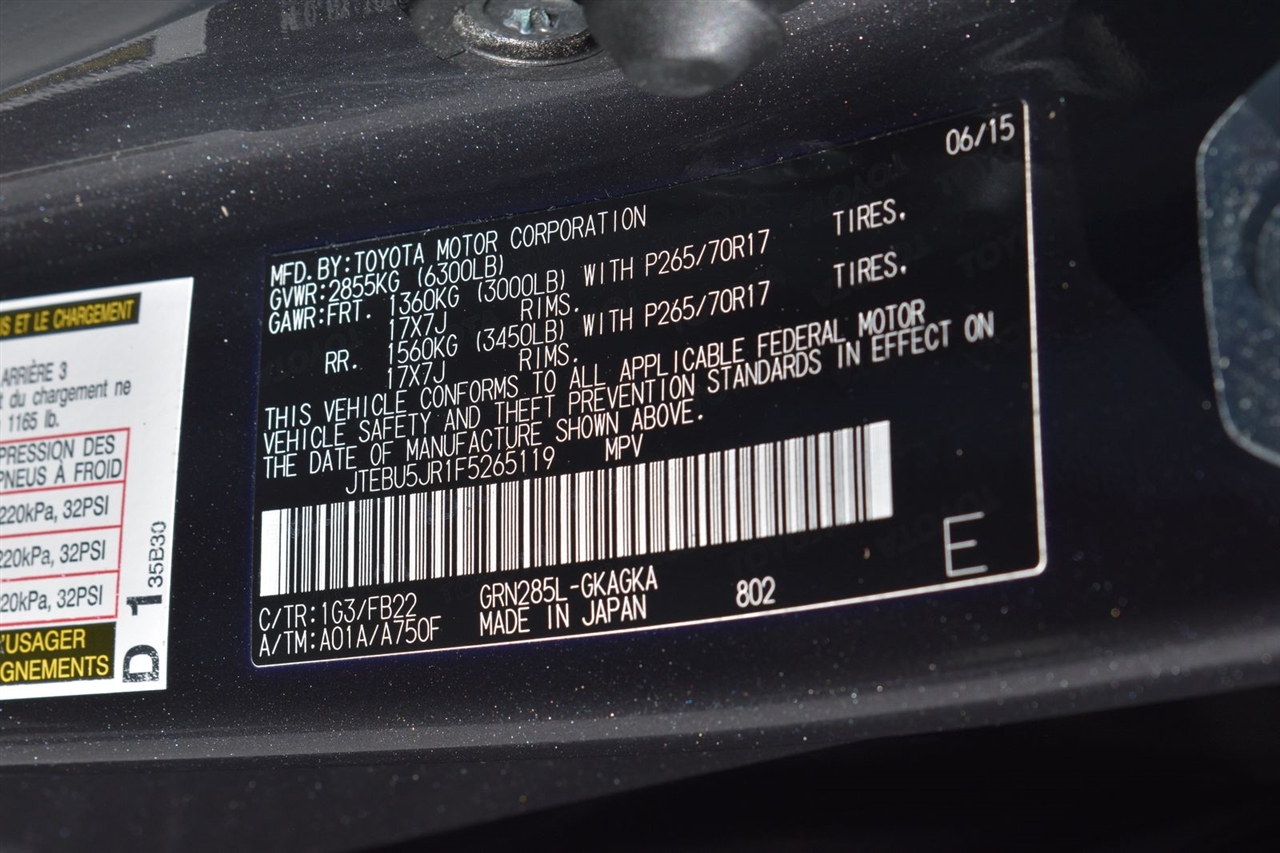 06/15
MFD.BY:TOYOTA MOTOR CORPORATION
GVWR:2855KG (6300LB)
GAWR:FRT. 1360KG (3000LB) WITH P265/70R17 TIRES,
17X7J RIMS.
RR. 1560KG (3450LB) WITH P265/70R17 TIRES,
17X7J RIMS.
THIS VEHICLE CONFORMS TO ALL APPLICABLE FEDERAL MOTOR
VEHICLE SAFETY AND THEFT PREVENTION STANDARDS IN EFFECT ON
THE DATE OF MANUFACTURE SHOWN ABOVE.
JTEBU5JR1F5265119 MPV
C/TR:1G3/FB22 GRN285L-GKAGKA 802
A/TM:A01A/A750F MADE IN JAPAN
E
ET LE CHARGEMENT
ARRIÈRE 3
du chargement ne
1165 lb.
PRESSION DES
PNEUS À FROID
220kPa, 32PSI
220kPa, 32PSI
220kPa, 32PSI
L'USAGER
D 1 35B30